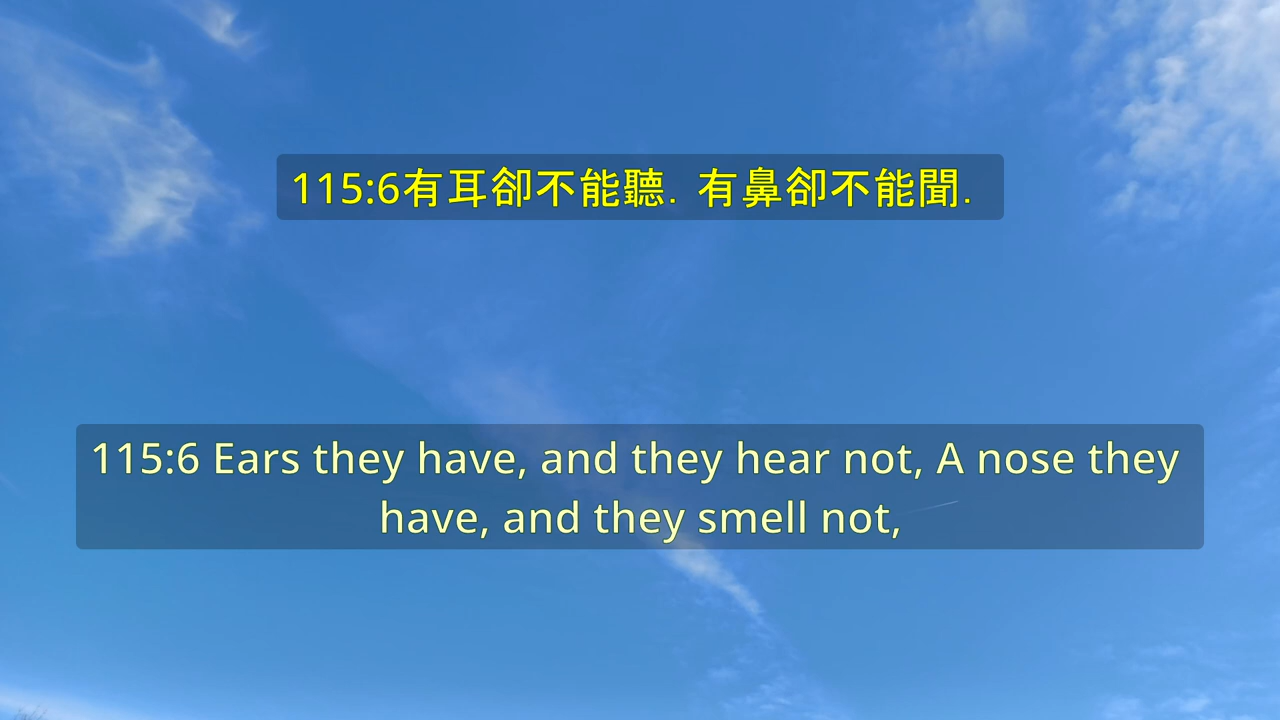 115:6有耳卻不能聽. 有鼻卻不能聞.
115:6 Ears they have, and they hear not, A nose they
have, and they smell not,